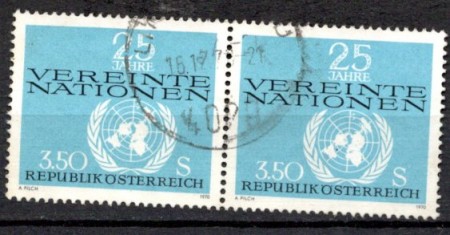 25
JAHRE
VEREINTE
NATIONEN
3.50 S
REPUBLIK ÖSTERREICH
A. PILCH 1970
25
JAHRE
VEREINTE
NATIONEN
3.50 S
REPUBLIK ÖSTERREICH
A. PILCH 1970